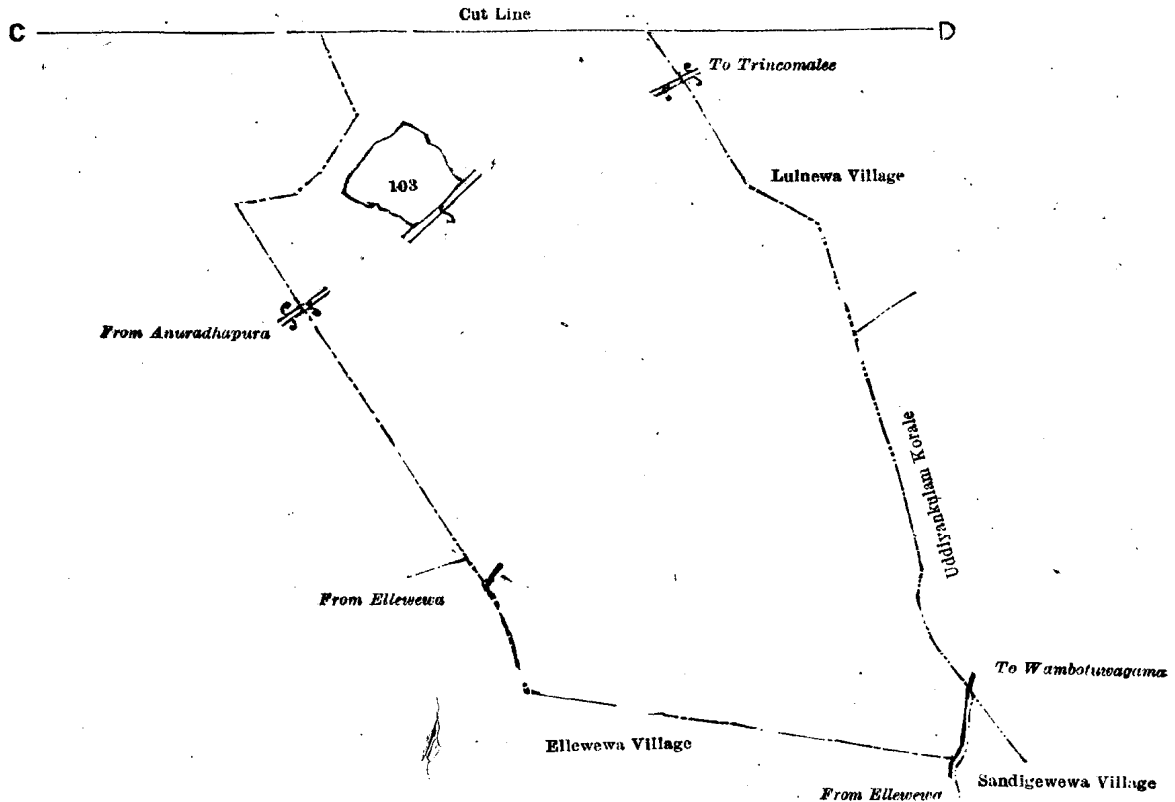 Cut Line
C D
To Trincomalee
103
Lulnewa Village
From Anuradhapura
Uddiyankulam Korale
From Ellewewa
To Wambotuwagama
Ellewewa Village
Sandigewewa Village
From Ellewewa